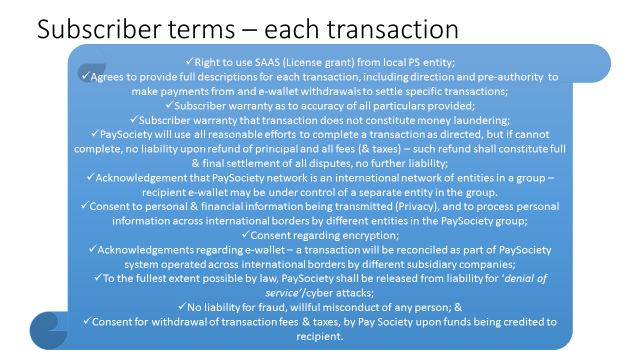 Subscriber terms – each transaction
✓Right to use SAAS (License grant) from local PS entity;
✓Agrees to provide full descriptions for each transaction, including direction and pre-authority to
make payments from and e-wallet withdrawals to settle specific transactions;
✓Subscriber warranty as to accuracy of all particulars provided;
✓Subscriber warranty that transaction does not constitute money laundering;
✓PaySociety will use all reasonable efforts to complete a transaction as directed, but if cannot
complete, no liability upon refund of principal and all fees (& taxes) – such refund shall constitute full
& final settlement of all disputes, no further liability;
✓Acknowledgement that PaySociety network is an international network of entities in a group –
recipient e-wallet may be under control of a separate entity in the group.
✓Consent to personal & financial information being transmitted (Privacy), and to process personal
information across international borders by different entities in the PaySociety group;
✓Consent regarding encryption;
✓Acknowledgements regarding e-wallet – a transaction will be reconciled as part of PaySociety
system operated across international borders by different subsidiary companies;
✓To the fullest extent possible by law, PaySociety shall be released from liability for ‘denial of
service’/cyber attacks;
✓No liability for fraud, willful misconduct of any person; &
✓Consent for withdrawal of transaction fees & taxes, by Pay Society upon funds being credited to
recipient.